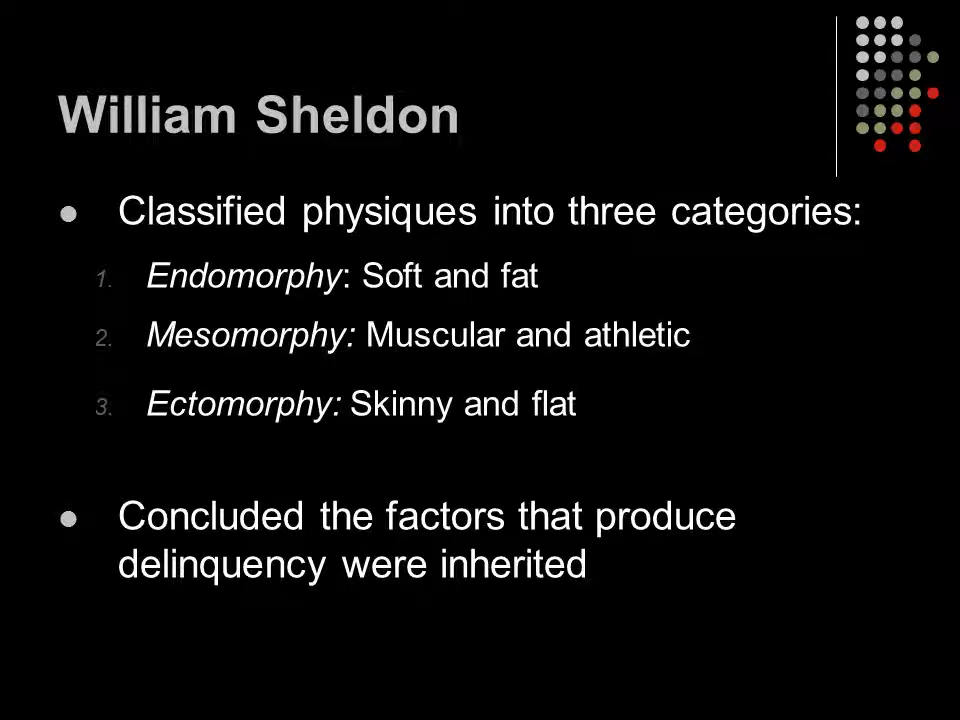 William Sheldon
Classified physiques into three categories:
1. Endomorphy: Soft and fat
2. Mesomorphy: Muscular and athletic
3. Ectomorphy: Skinny and flat
Concluded the factors that produce
delinquency were inherited